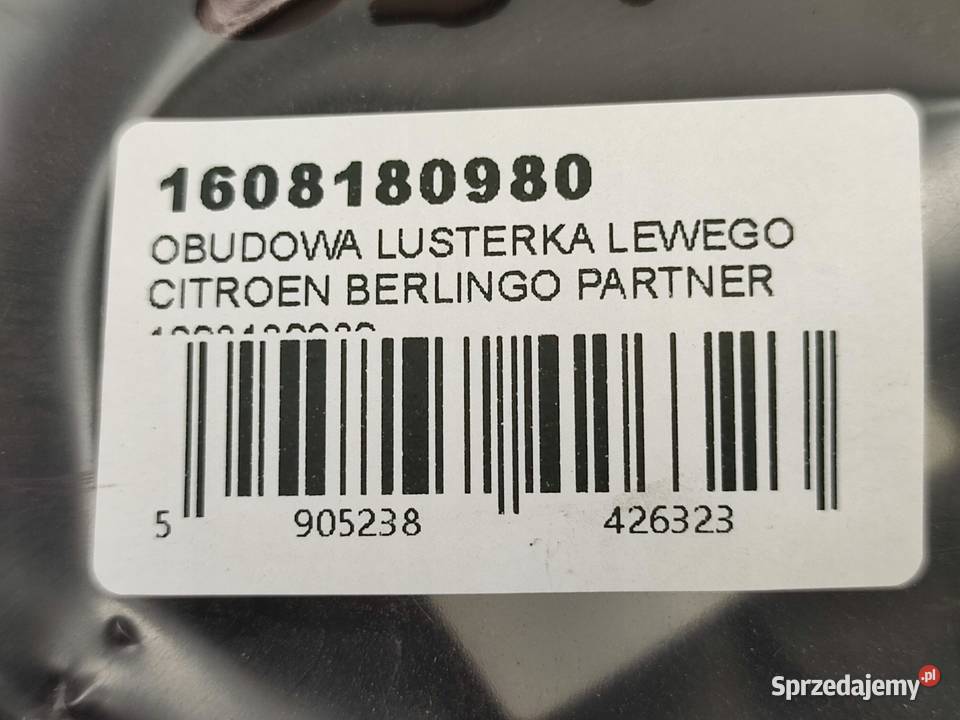 1608180980
OBUDOWA LUSTERKA LEWEGO
CITROEN BERLINGO PARTNER
5 905238 426323
Sprzedajemy.pl